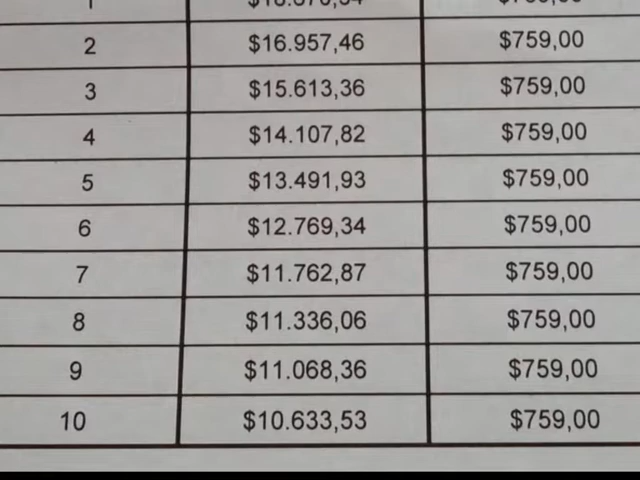 2 $16.957,46 $759,00
3 $15.613,36 $759,00
4 $14.107,82 $759,00
5 $13.491,93 $759,00
6 $12.769,34 $759,00
7 $11.762,87 $759,00
8 $11.336,06 $759,00
9 $11.068,36 $759,00
10 $10.633,53 $759,00